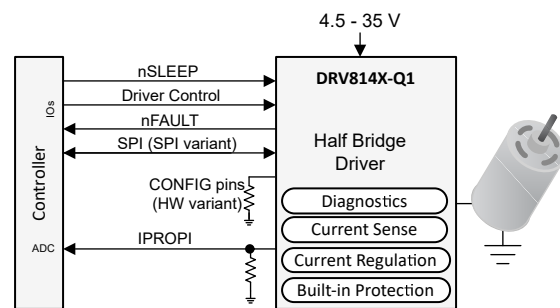 4.5 - 35 V
nSLEEP
DRV814X-Q1
Driver Control
IOs
nFAULT
SPI (SPI variant)
Half Bridge
Driver
Controller
CONFIG pins
(HW variant)
Diagnostics
Current Sense
ADC
IPROPI
Current Regulation
Built-in Protection